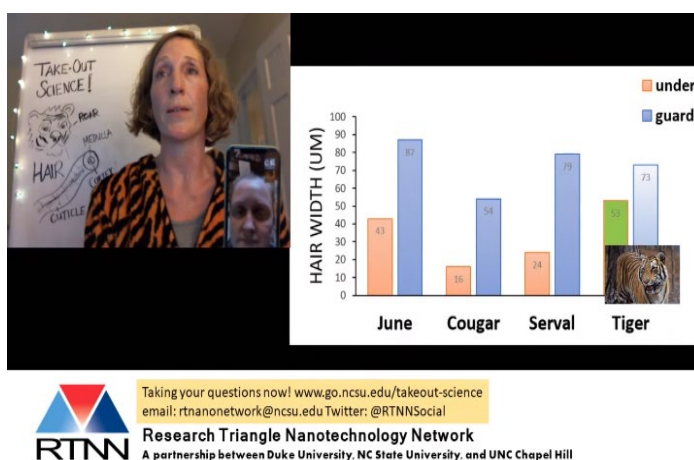 TAKE-OUT
SCIENCE!
ROAR
HAIR
MEDULLA
CUTICLE
under
guard
HAIR WIDTH (UM)
100
90
80
70
60
50
40
30
20
10
0
43
87
16
54
24
79
53
73
June Cougar Serval Tiger
RTNN
Taking your questions now! www.go.ncsu.edu/takeout-science
email: rtnanonetwork@ncsu.edu Twitter: @RTNNSocial
Research Triangle Nanotechnology Network
A partnership between Duke University, NC State University, and UNC Chapel Hill